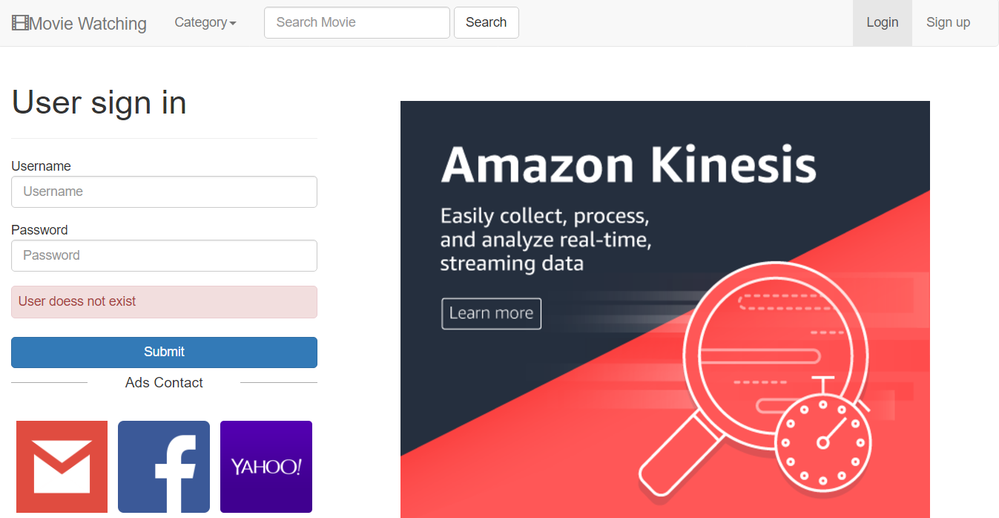 Movie Watching Category Search Movie Search Login Sign up
User sign in
Username
Username
Password
Password
User doess not exist
Submit
Ads Contact
YAHOO!
Amazon Kinesis
Easily collect, process,
and analyze real-time,
streaming data
Learn more